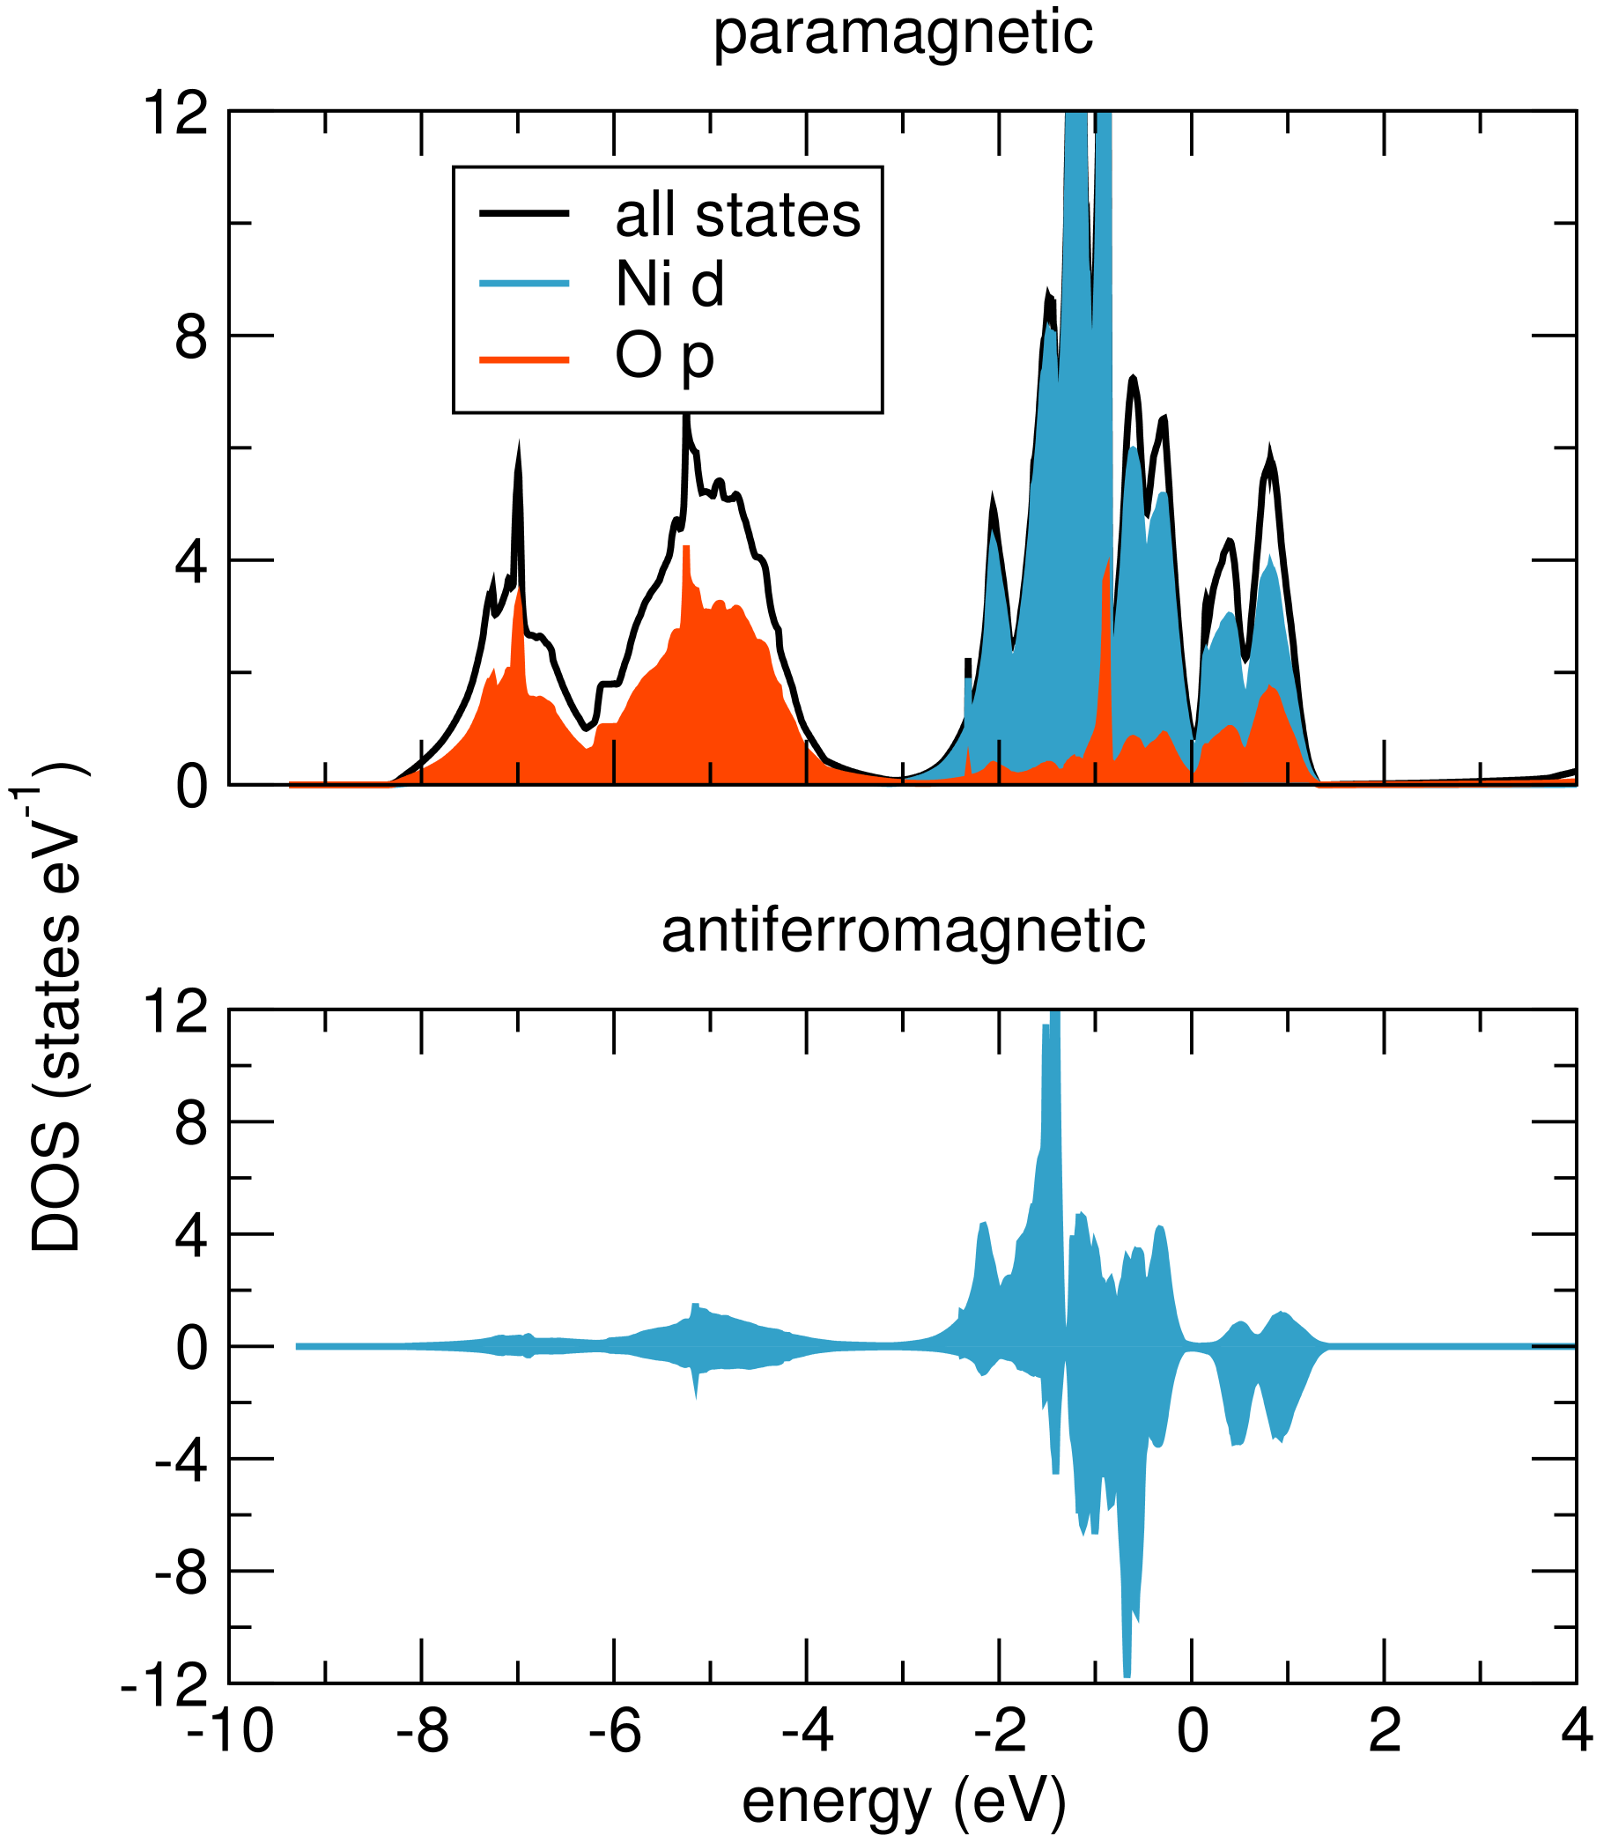 paramagnetic
12
8
4
0
all states
Ni d
O p
DOS (states eV-1)
antiferromagnetic
12
8
4
0
-4
-8
-12
-10 -8 -6 -4 -2 0 2 4
energy (eV)